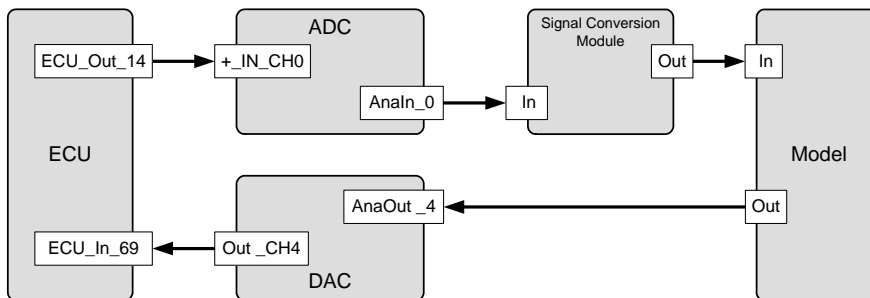 ADC
Signal Conversion
Module
ECU_Out_14
+_IN_CH0
Out
In
AnaIn_0
In
ECU
Model
AnaOut _4
Out
ECU_In_69
Out _CH4
DAC